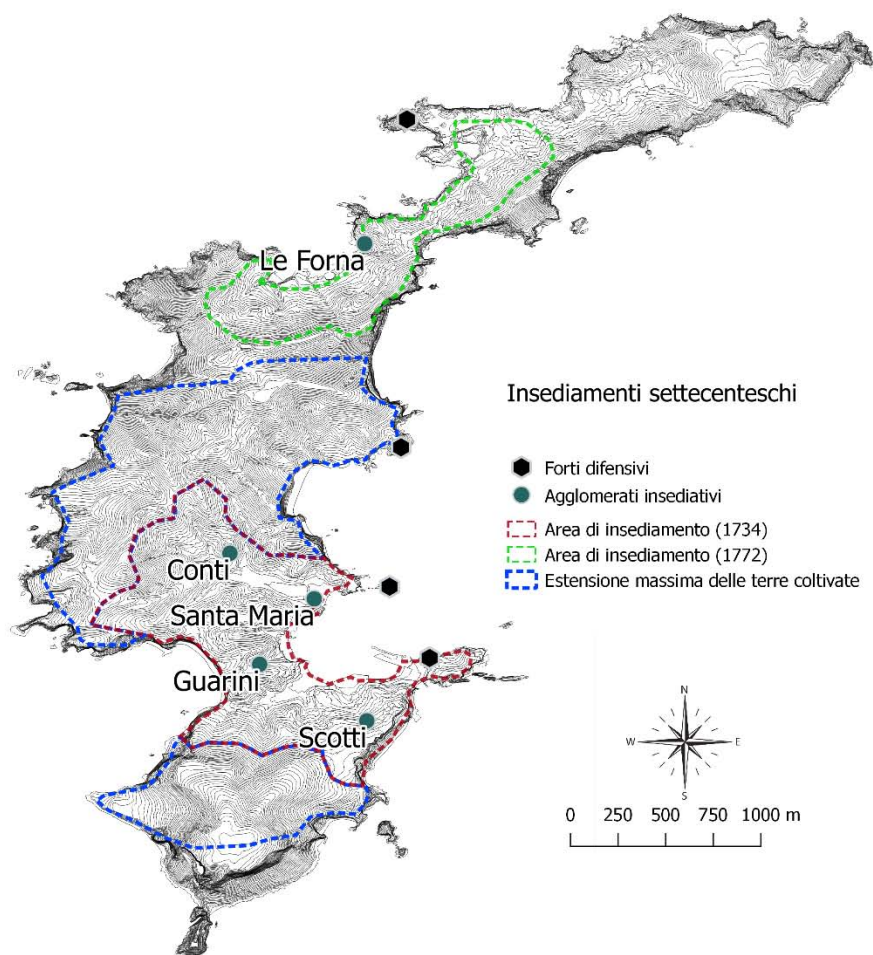 Le Forna
Insediamenti settecenteschi
Forti difensivi
Agglomerati insediativi
Area di insediamento (1734)
Area di insediamento (1772)
Estensione massima delle terre coltivate
Conti
Santa Maria
Guarini
Scotti
N
W E
S
0 250 500 750 1000 m